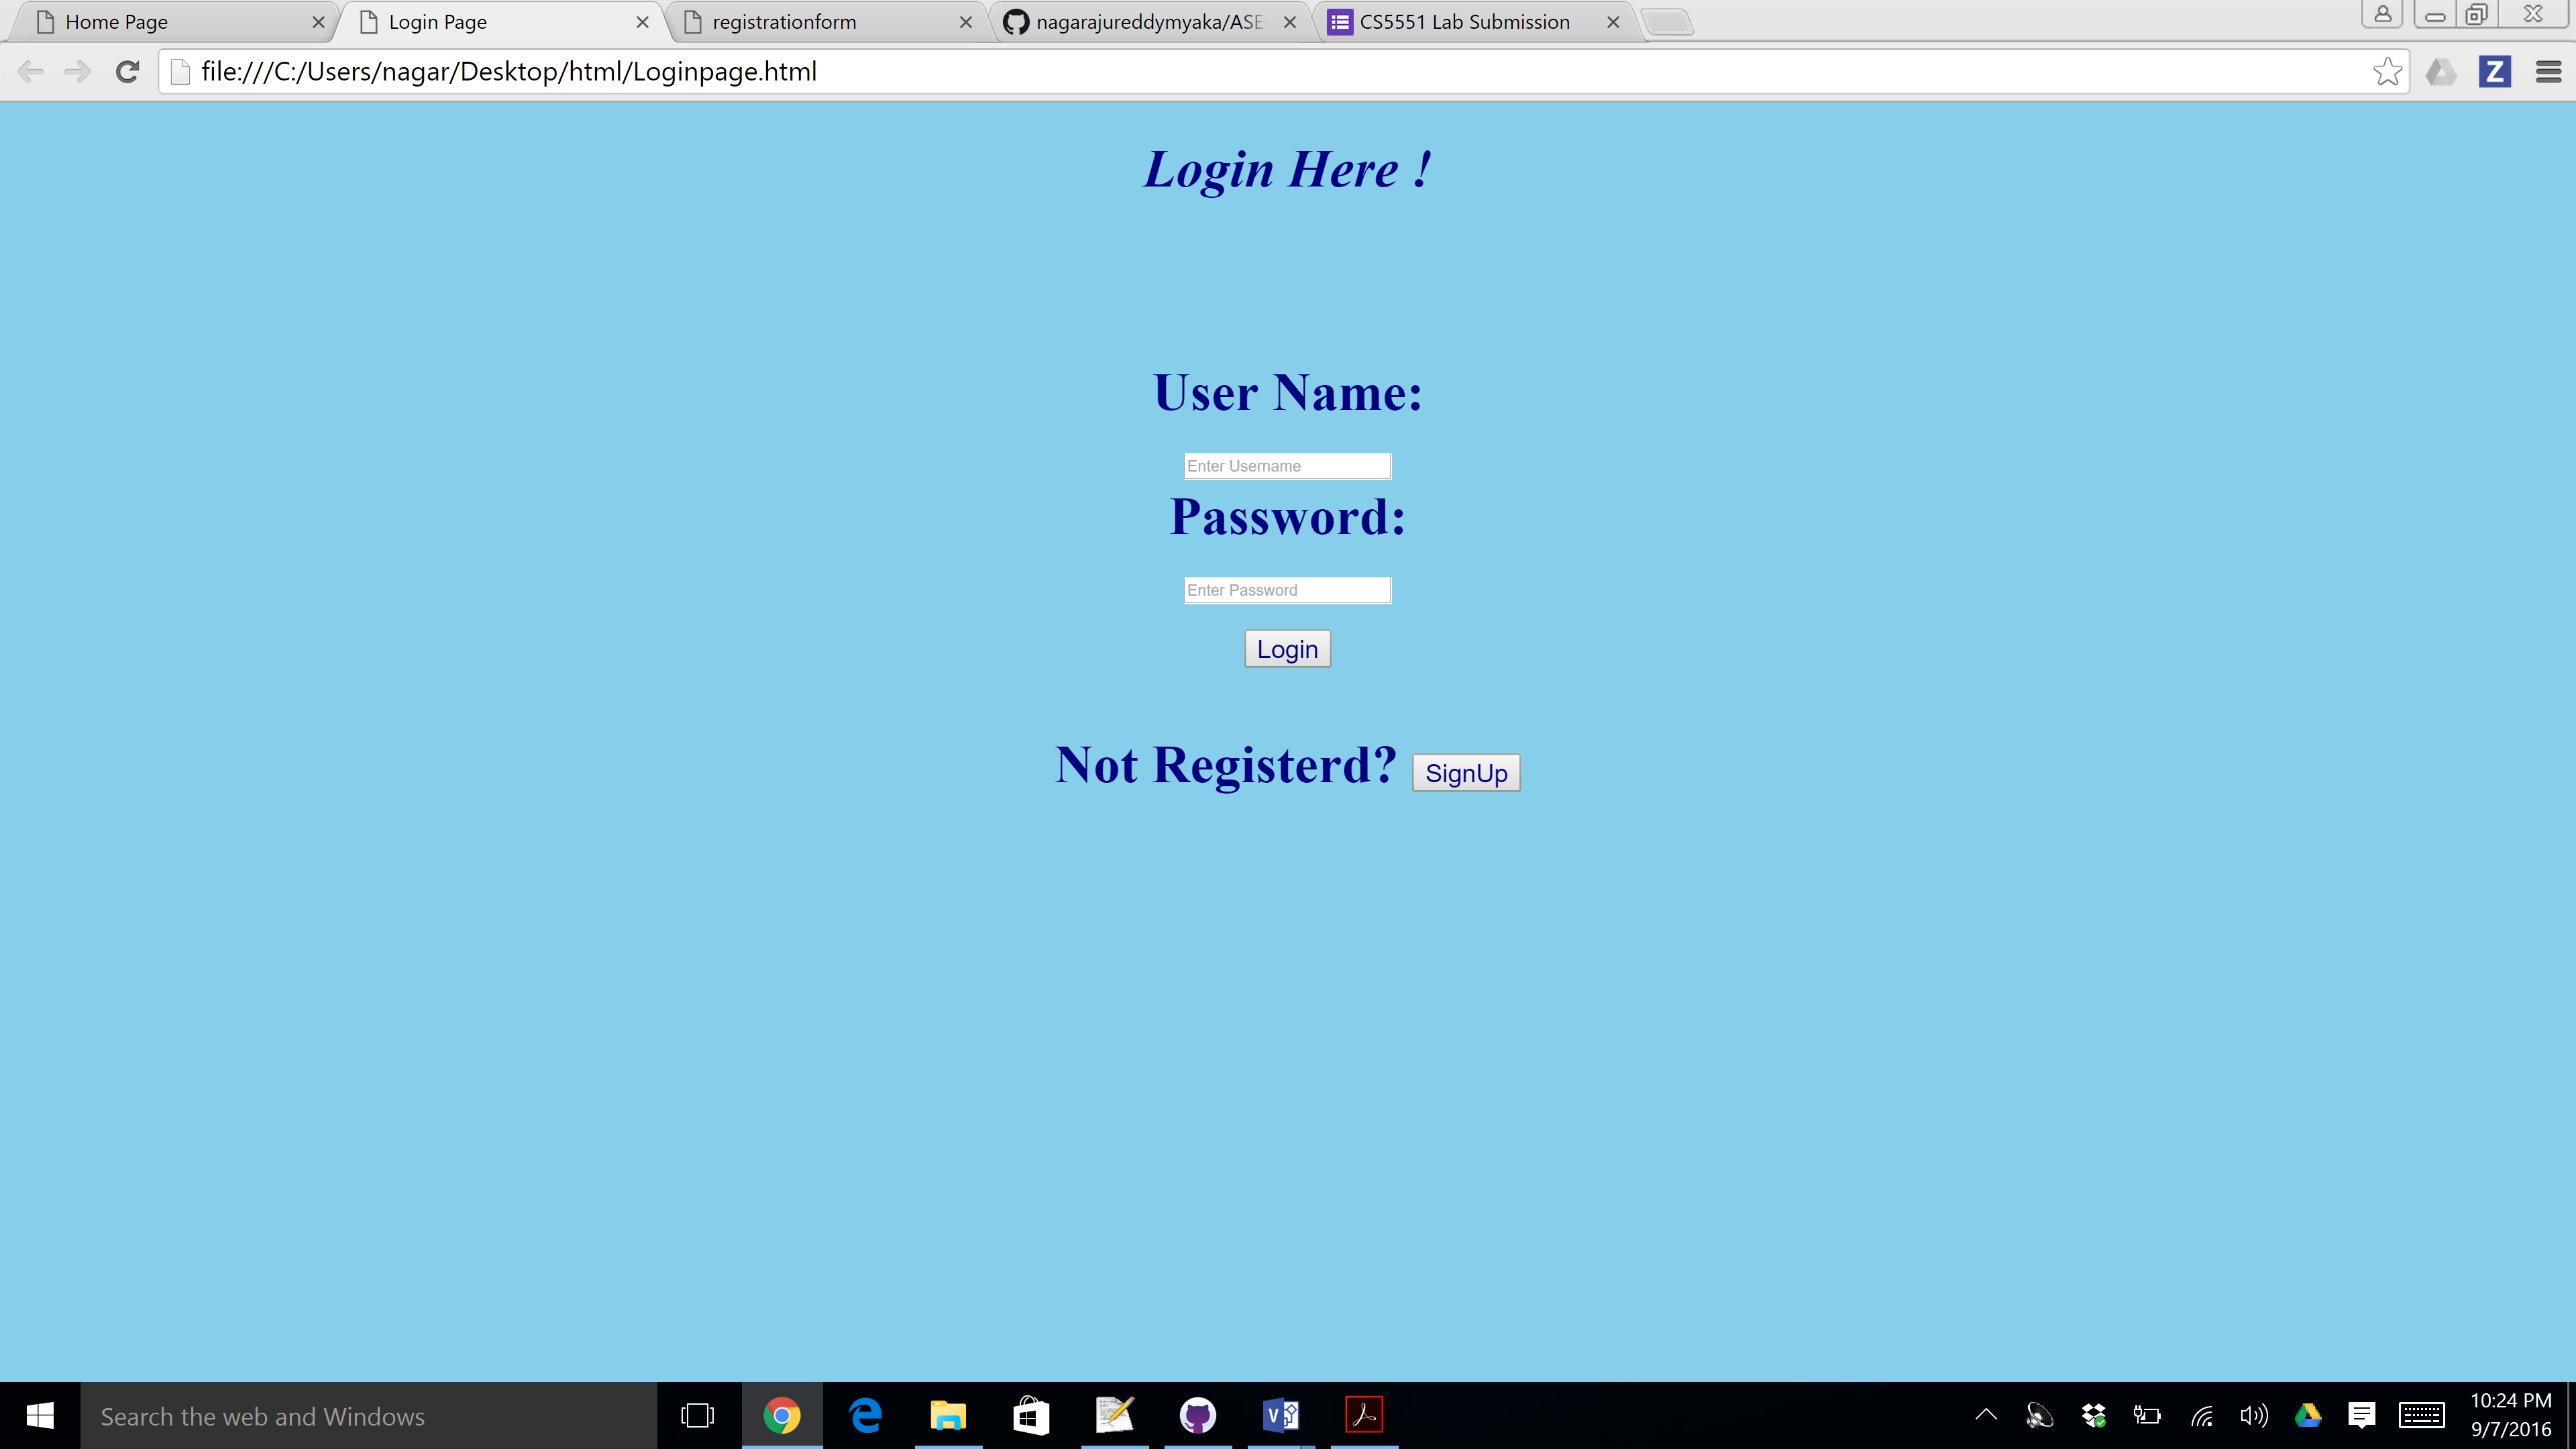 Home Page
Login Page
registrationform
nagarajureddymyaka/ASE
CS5551 Lab Submission
file:///C:/Users/nagar/Desktop/html/Loginpage.html
Z
Login Here !
User Name:
Enter Username
Password:
Enter Password
Login
Not Registerd? SignUp
Search the web and Windows
10:24 PM
9/7/2016